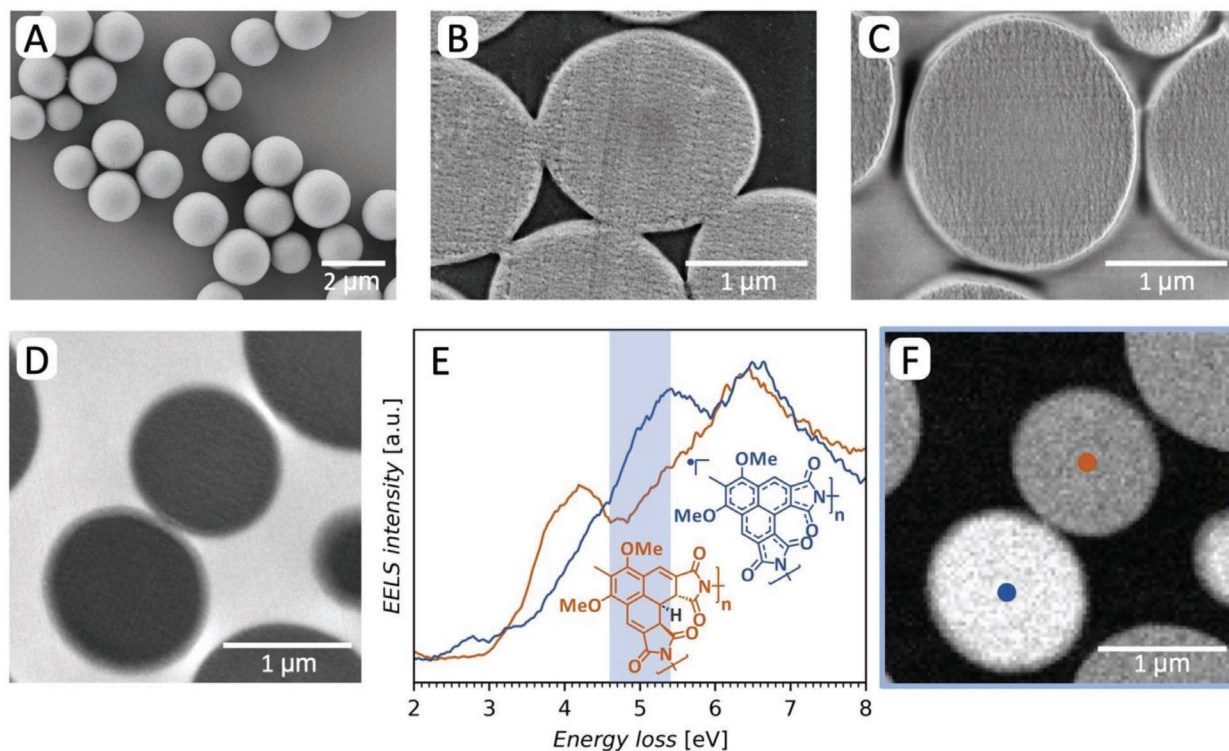 A
2 µm
B
1 µm
C
1 µm
D
1 µm
E
EELS intensity [a.u.]
2 3 4 5 6 7 8
Energy loss [eV]
OMe
MeO
O
N
n
O
O
O
N
OMe
MeO
O
N
n
H
O
O
O
N
F
1 µm